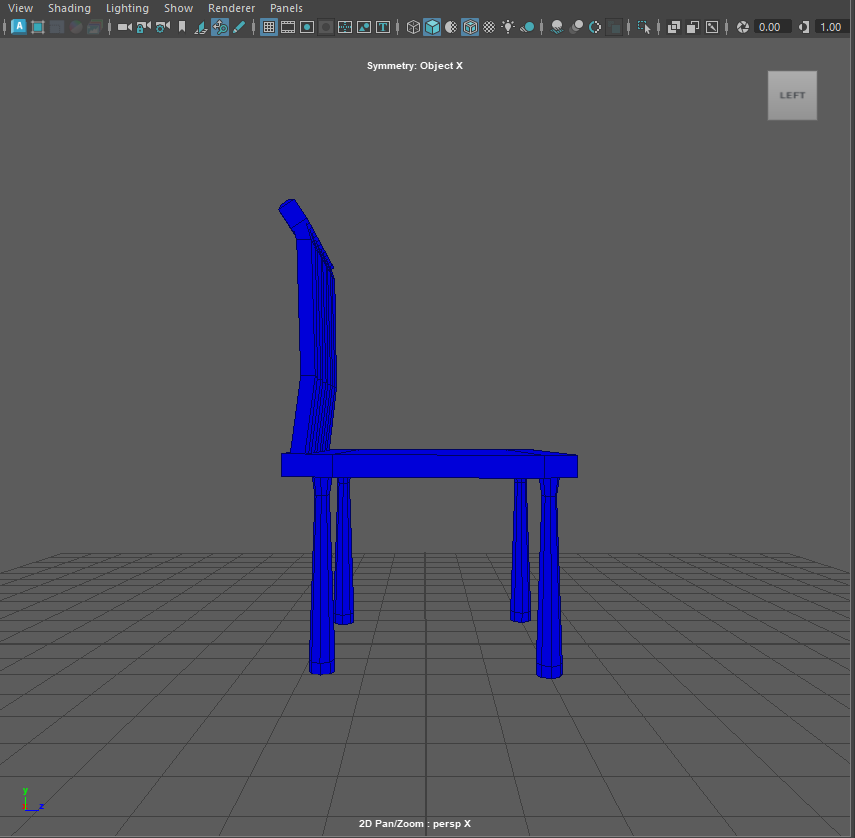 View Shading Lighting Show Renderer Panels
A T 0.00 1.00
Symmetry: Object X
LEFT
y
z
2D Pan/Zoom : persp X